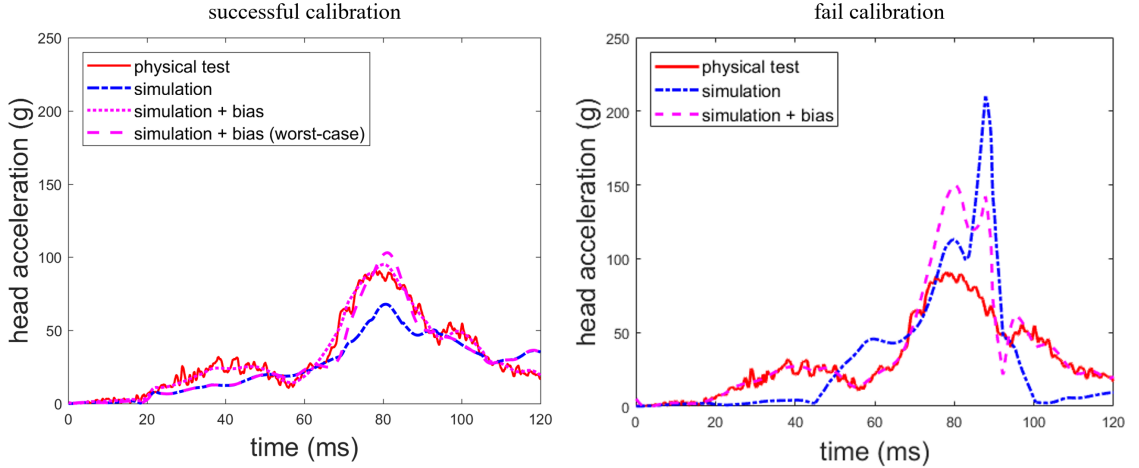 successful calibration
250
200
150
100
50
0
head acceleration (g)
physical test
simulation
simulation + bias
simulation + bias (worst-case)
0 20 40 60 80 100 120
time (ms)
fail calibration
250
200
150
100
50
0
head acceleration (g)
physical test
simulation
simulation + bias
0 20 40 60 80 100 120
time (ms)